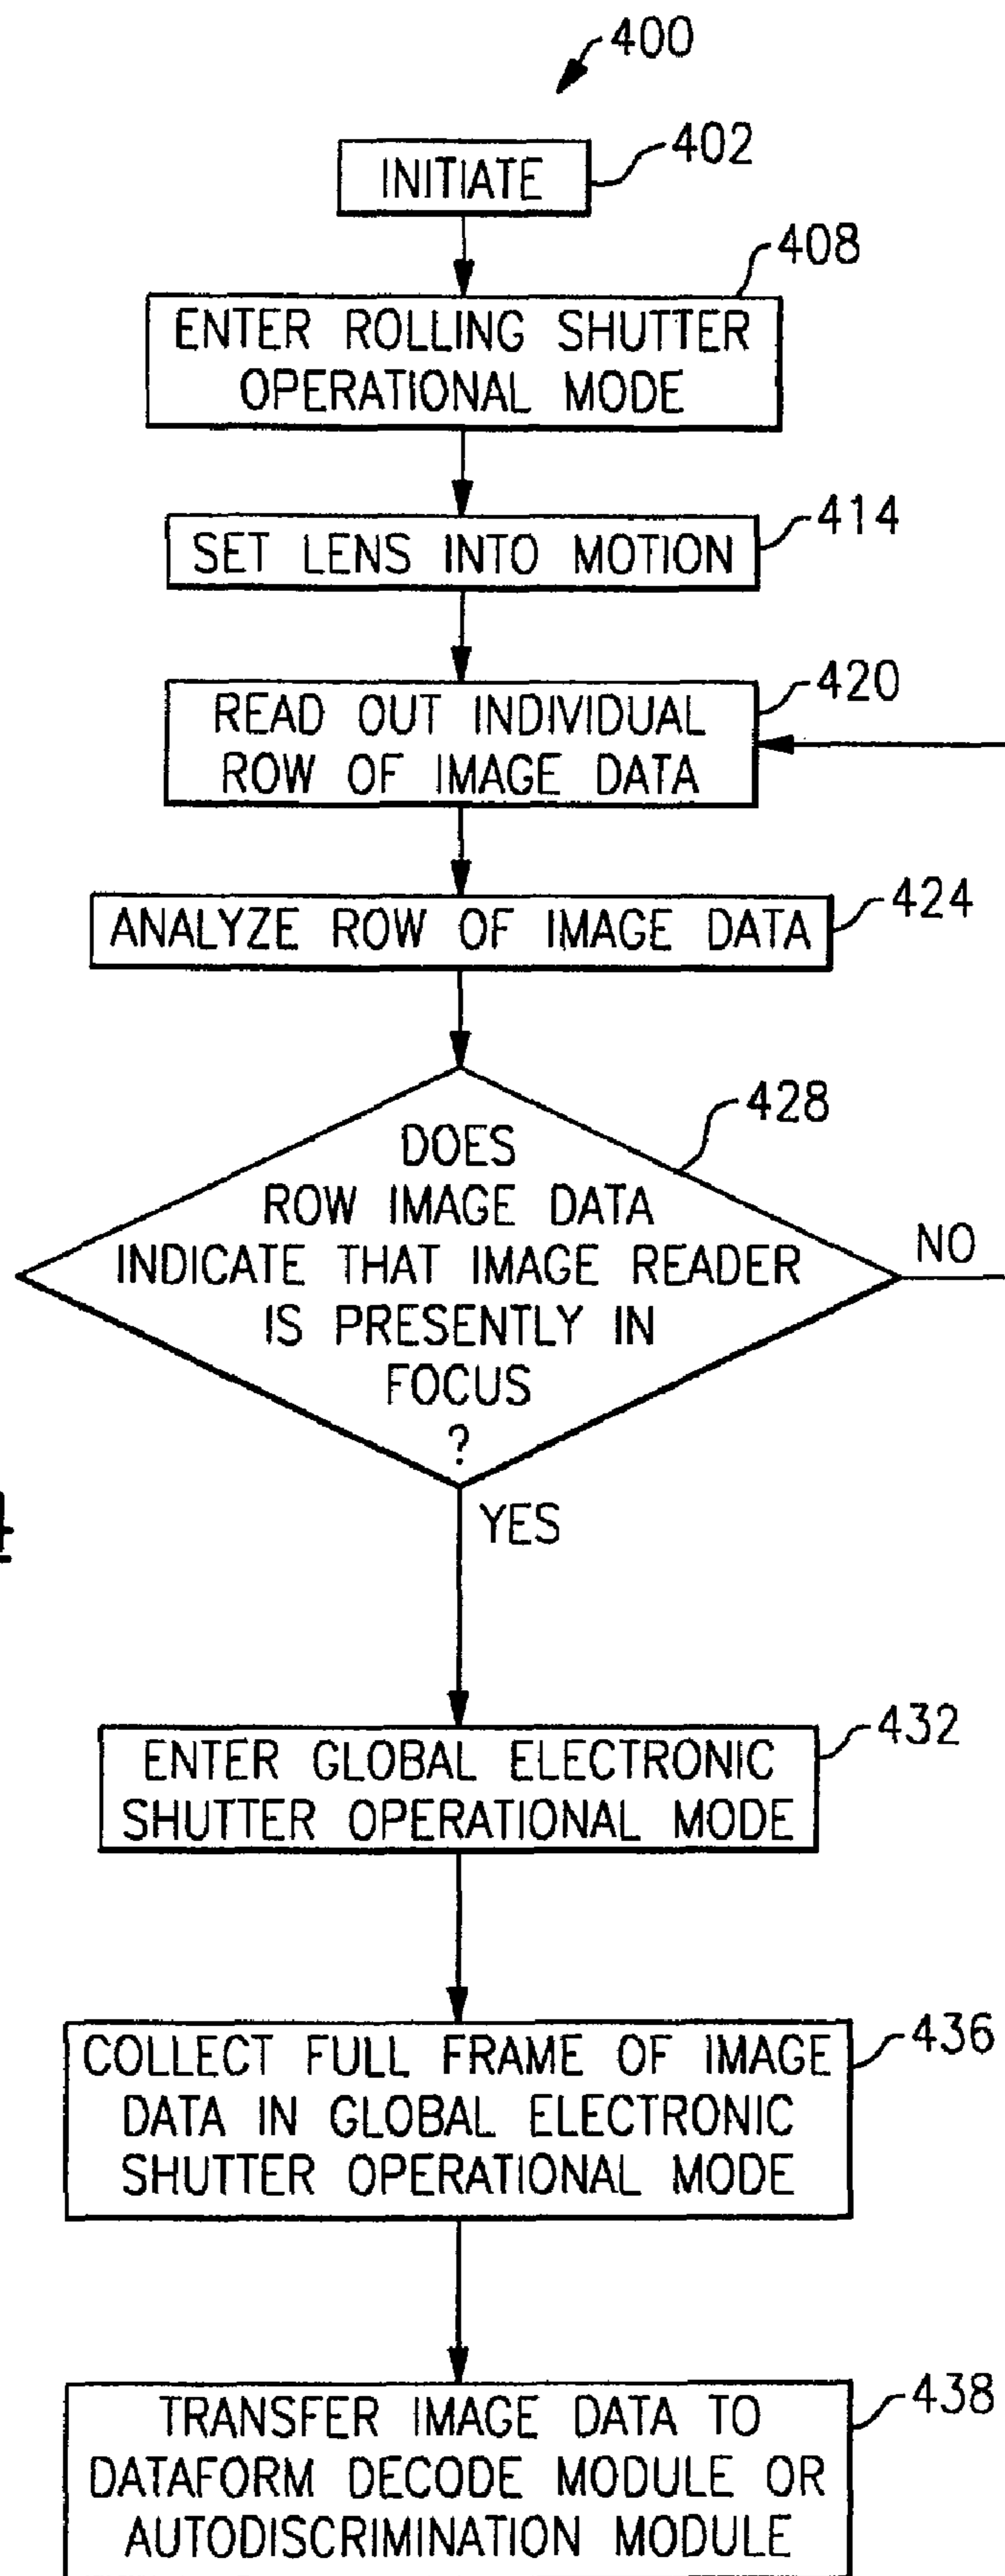 400
INITIATE
402
408
ENTER ROLLING SHUTTER
OPERATIONAL MODE
414
SET LENS INTO MOTION
420
READ OUT INDIVIDUAL
ROW OF IMAGE DATA
424
ANALYZE ROW OF IMAGE DATA
428
DOES
ROW IMAGE DATA
INDICATE THAT IMAGE READER
IS PRESENTLY IN
FOCUS
?
NO
YES
432
ENTER GLOBAL ELECTRONIC
SHUTTER OPERATIONAL MODE
436
COLLECT FULL FRAME OF IMAGE
DATA IN GLOBAL ELECTRONIC
SHUTTER OPERATIONAL MODE
438
TRANSFER IMAGE DATA TO
DATAFORM DECODE MODULE OR
AUTODISCRIMINATION MODULE